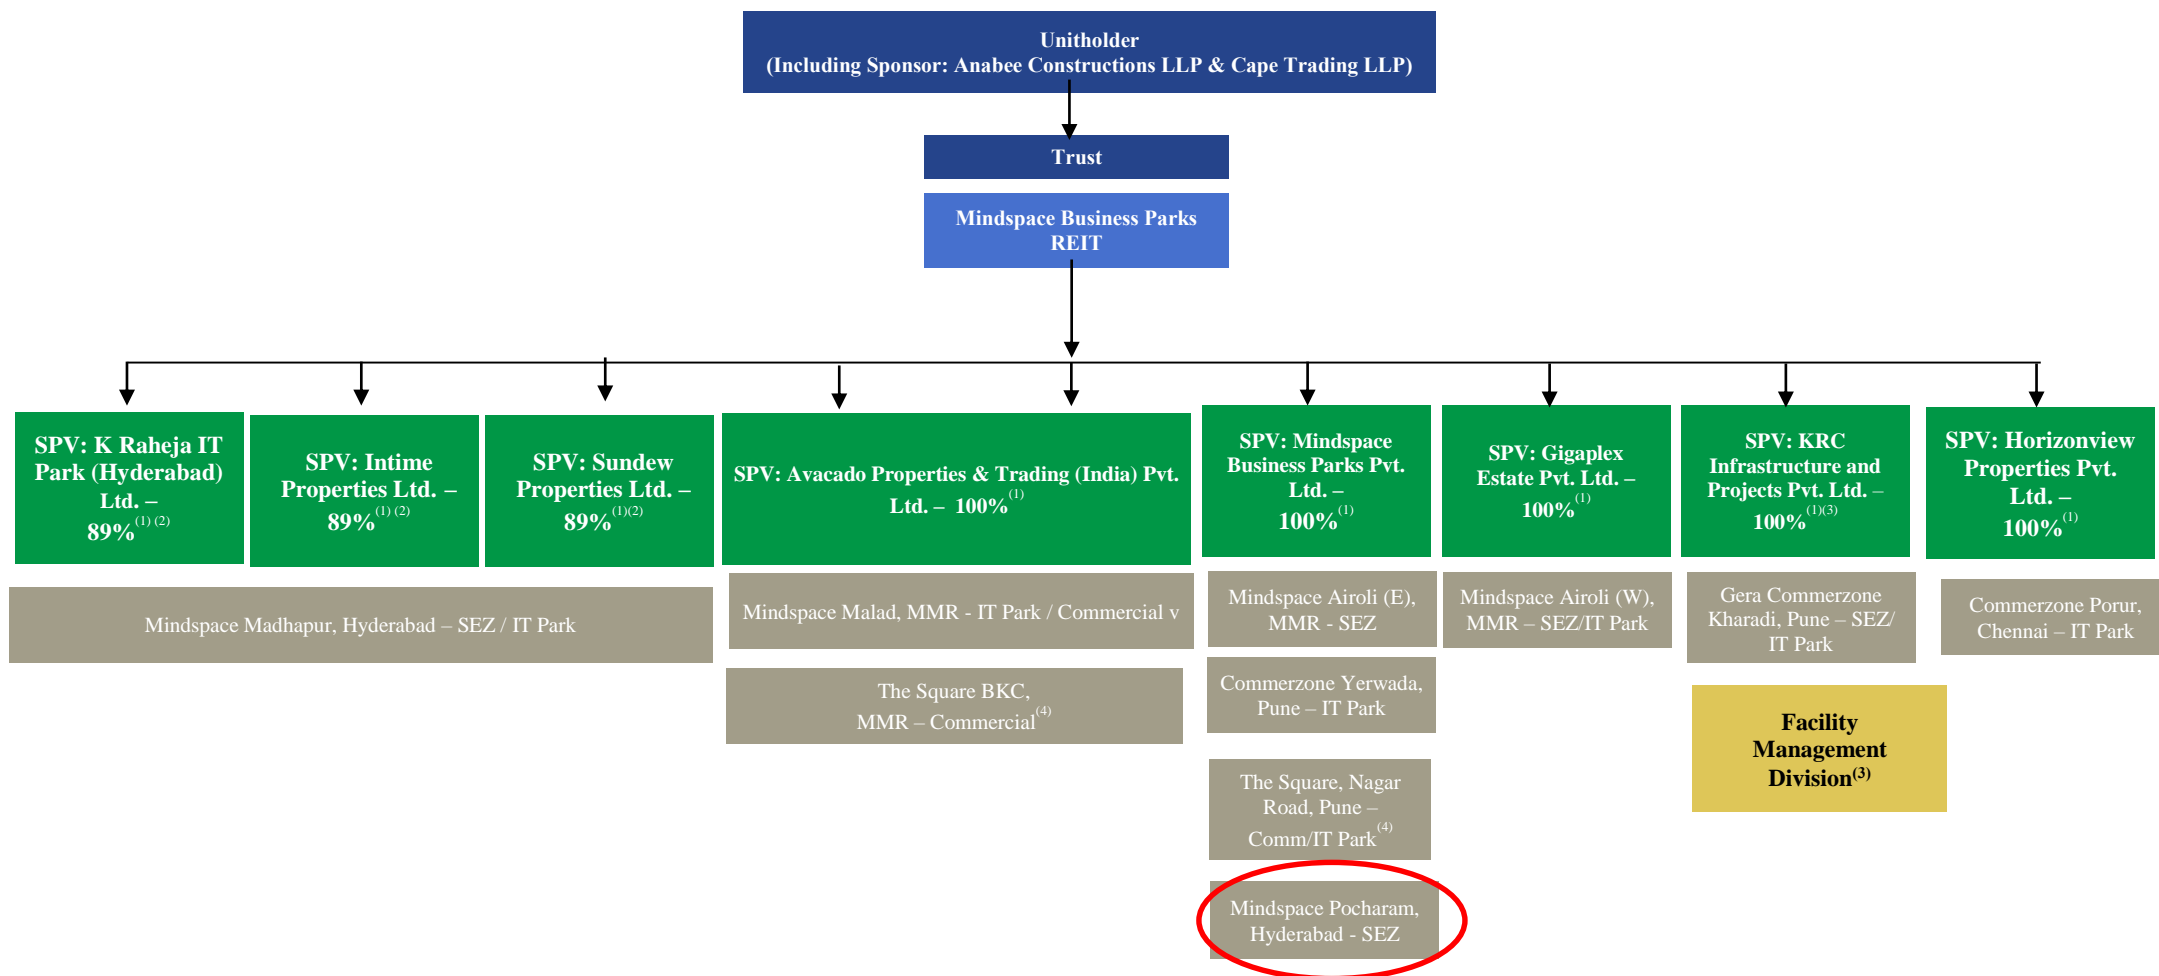 Unitholder
(Including Sponsor: Anabee Constructions LLP & Cape Trading LLP)
Trust
Mindspace Business Parks
REIT
SPV: K Raheja IT
Park (Hyderabad)
Ltd. –
89%(1) (2)
SPV: Intime
Properties Ltd. –
89%(1) (2)
SPV: Sundew
Properties Ltd. –
89%(1)(2)
SPV: Avacado Properties & Trading (India) Pvt.
Ltd. – 100%(1)
SPV: Mindspace
Business Parks Pvt.
Ltd. –
100%(1)
SPV: Gigaplex
Estate Pvt. Ltd. –
100%(1)
SPV: KRC
Infrastructure and
Projects Pvt. Ltd. –
100%(1)(3)
SPV: Horizonview
Properties Pvt.
Ltd. –
100%(1)
Mindspace Madhapur, Hyderabad – SEZ / IT Park
Mindspace Malad, MMR - IT Park / Commercial v
The Square BKC,
MMR – Commercial(4)
Mindspace Airoli (E),
MMR - SEZ
Commerzone Yerwada,
Pune – IT Park
The Square, Nagar
Road, Pune –
Comm/IT Park(4)
Mindspace Pocharam,
Hyderabad - SEZ
Mindspace Airoli (W),
MMR – SEZ/IT Park
Gera Commerzone
Kharadi, Pune – SEZ/
IT Park
Facility
Management
Division(3)
Commerzone Porur,
Chennai – IT Park